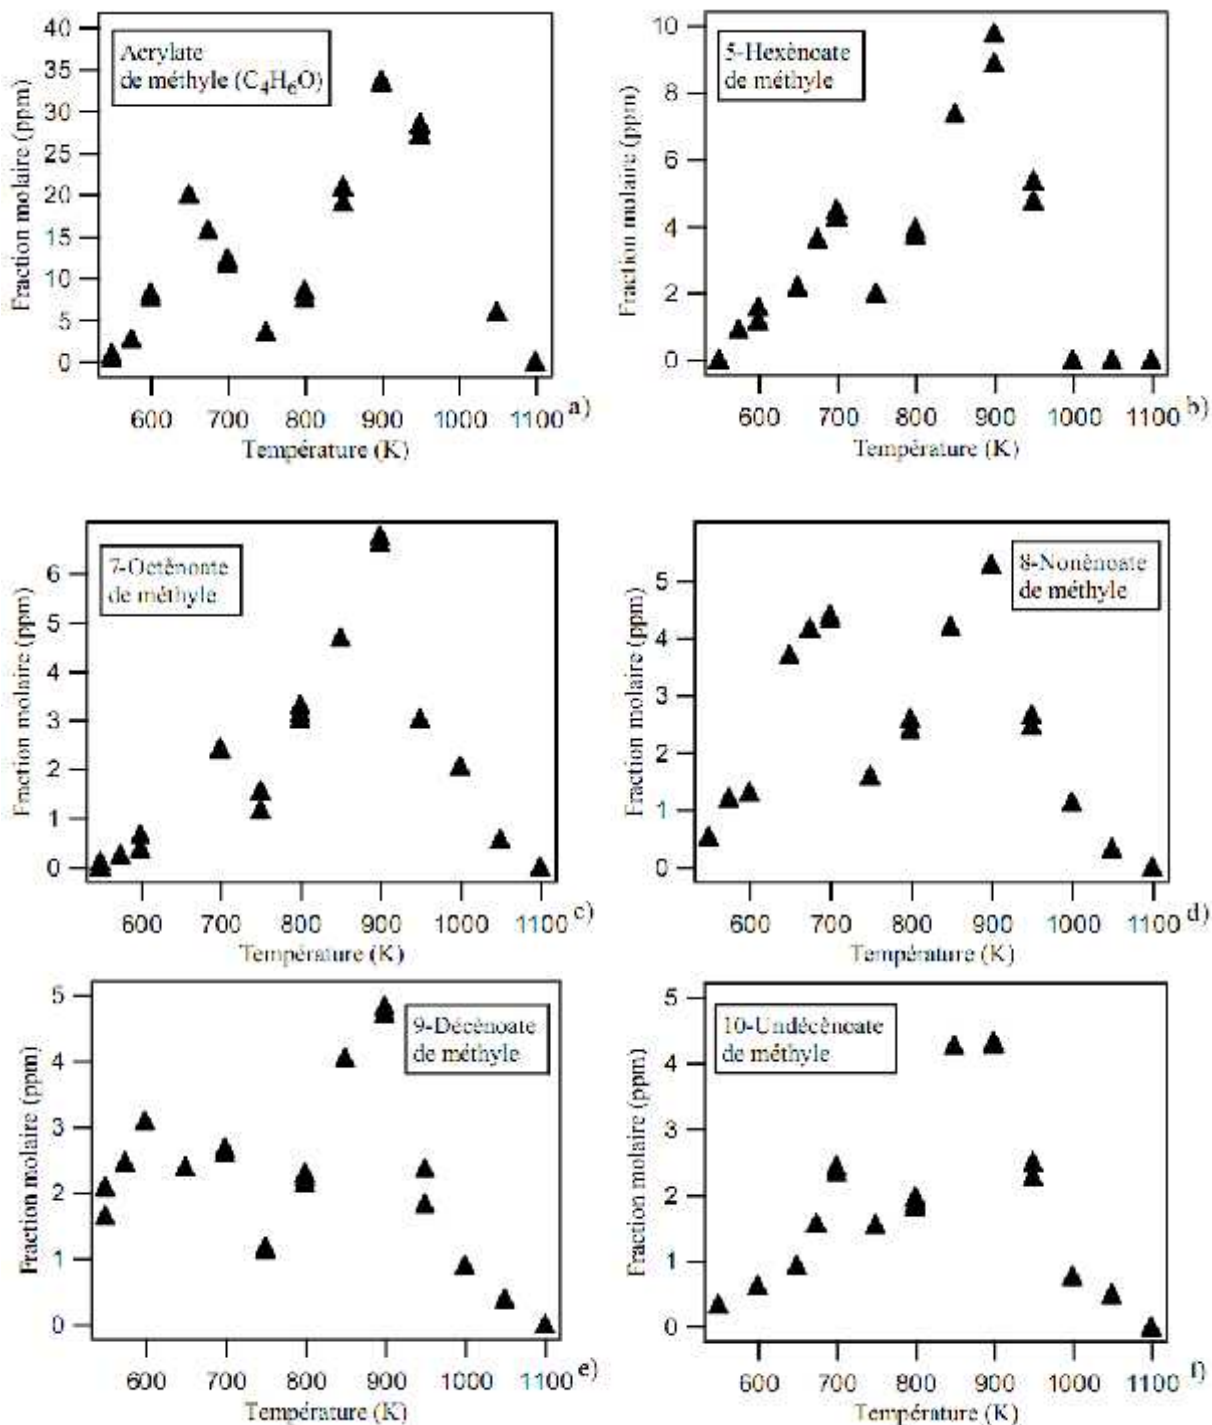 40
35
30
25
20
15
10
5
0
Fraction molaire (ppm)
Acrylate
de méthyle (C4H6O)
600 700 800 900 1000 1100
Température (K)
a)
10
8
6
4
2
0
Fraction molaire (ppm)
5-Hexènoate
de méthyle
600 700 800 900 1000 1100
Température (K)
b)
6
5
4
3
2
1
0
Fraction molaire (ppm)
7-Octènoate
de méthyle
600 700 800 900 1000 1100
Température (K)
c)
5
4
3
2
1
0
Fraction molaire (ppm)
8-Nonènoate
de méthyle
600 700 800 900 1000 1100
Température (K)
d)
5
4
3
2
1
0
Fraction molaire (ppm)
9-Décènoate
de méthyle
600 700 800 900 1000 1100
Température (K)
e)
5
4
3
2
1
0
Fraction molaire (ppm)
10-Undécènoate
de méthyle
600 700 800 900 1000 1100
Température (K)
f)